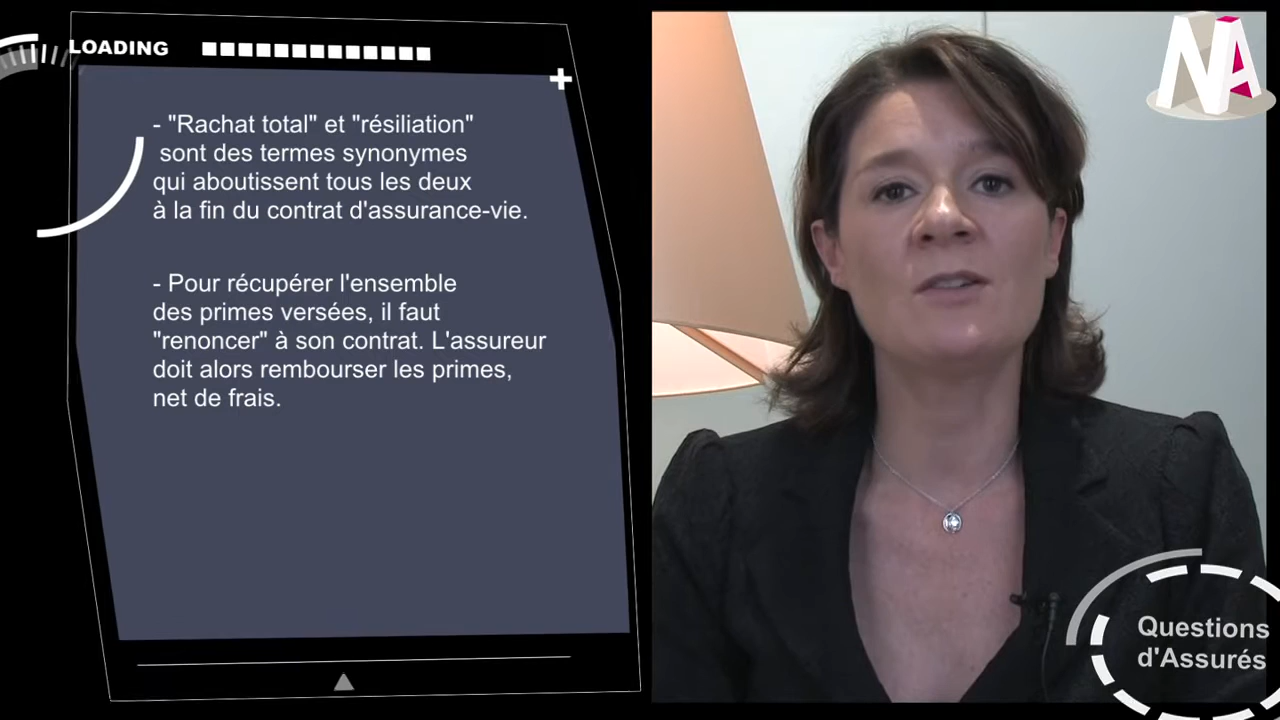 LOADING
- "Rachat total" et "résiliation"
sont des termes synonymes
qui aboutissent tous les deux
à la fin du contrat d'assurance-vie.
- Pour récupérer l'ensemble
des primes versées, il faut
"renoncer" à son contrat. L'assureur
doit alors rembourser les primes,
net de frais.
NA
Questions
d'Assurés